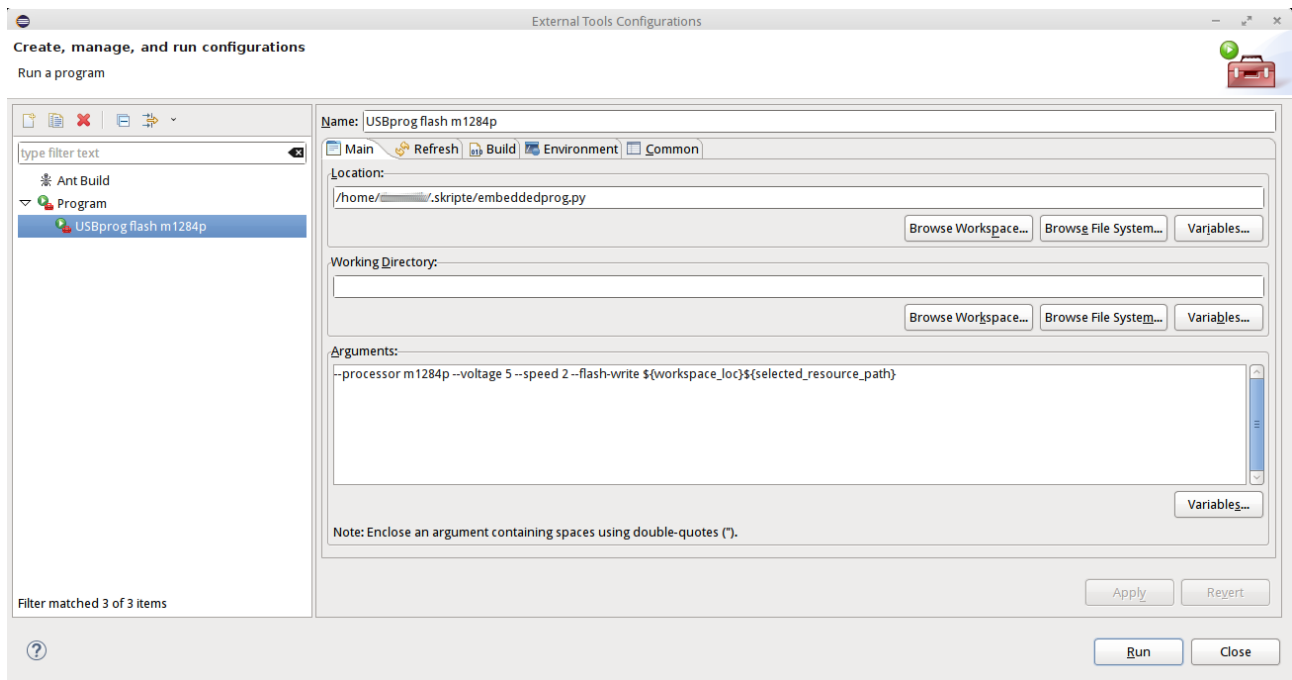 External Tools Configurations
Create, manage, and run configurations
Run a program
type filter text
Ant Build
Program
USBprog flash m1284p
Filter matched 3 of 3 items
Name: USBprog flash m1284p
Main Refresh Build Environment Common
Location:
/home/ /.skripte/embeddedprog.py
Browse Workspace... Browse File System... Variables...
Working Directory:
Browse Workspace... Browse File System... Variables...
Arguments:
--processor m1284p --voltage 5 --speed 2 --flash-write ${workspace_loc}${selected_resource_path}
Variables...
Note: Enclose an argument containing spaces using double-quotes (").
Apply Revert
Run Close